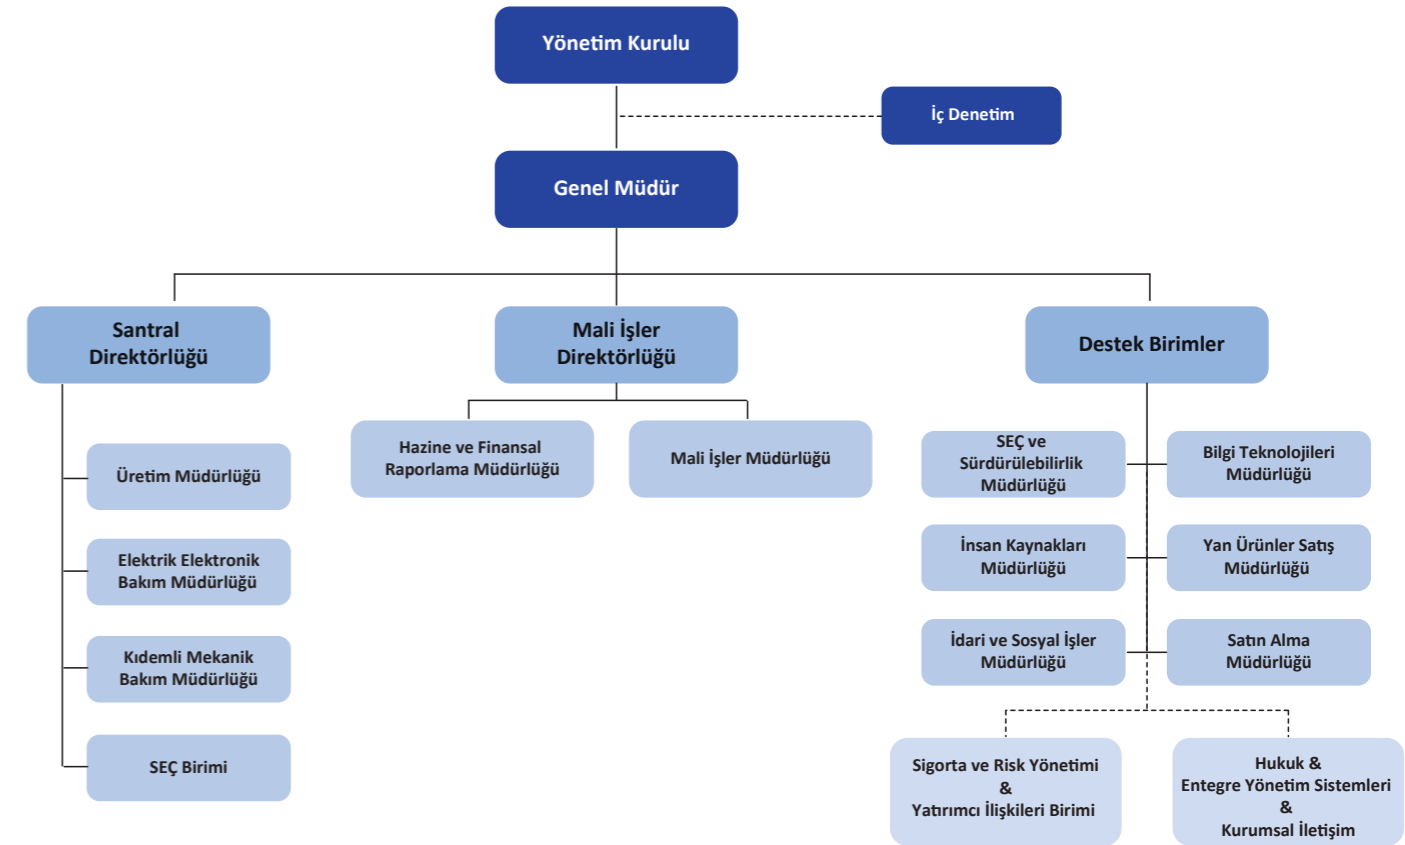 Yönetim Kurulu
İç Denetim
Genel Müdür
Santral
Direktörlüğü
Mali İşler
Direktörlüğü
Destek Birimler
Üretim Müdürlüğü
Elektrik Elektronik
Bakım Müdürlüğü
Kıdemli Mekanik
Bakım Müdürlüğü
SEÇ Birimi
Hazine ve Finansal
Raporlama Müdürlüğü
Mali İşler Müdürlüğü
SEÇ ve
Sürdürülebilirlik
Müdürlüğü
Bilgi Teknolojileri
Müdürlüğü
İnsan Kaynakları
Müdürlüğü
Yan Ürünler Satış
Müdürlüğü
İdari ve Sosyal İşler
Müdürlüğü
Satın Alma
Müdürlüğü
Sigorta ve Risk Yönetimi
&
Yatırımcı İlişkileri Birimi
Hukuk &
Entegre Yönetim Sistemleri
&
Kurumsal İletişim